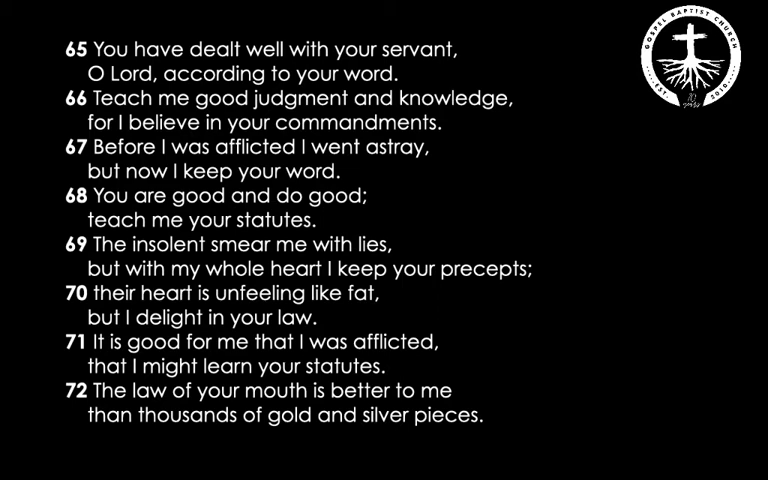 65 You have dealt well with your servant,
O Lord, according to your word.
66 Teach me good judgment and knowledge,
for I believe in your commandments.
67 Before I was afflicted I went astray,
but now I keep your word.
68 You are good and do good;
teach me your statutes.
69 The insolent smear me with lies,
but with my whole heart I keep your precepts;
70 their heart is unfeeling like fat,
but I delight in your law.
71 It is good for me that I was afflicted,
that I might learn your statutes.
72 The law of your mouth is better to me
than thousands of gold and silver pieces.
GOSPEL BAPTIST CHURCH
EST. 2010
10